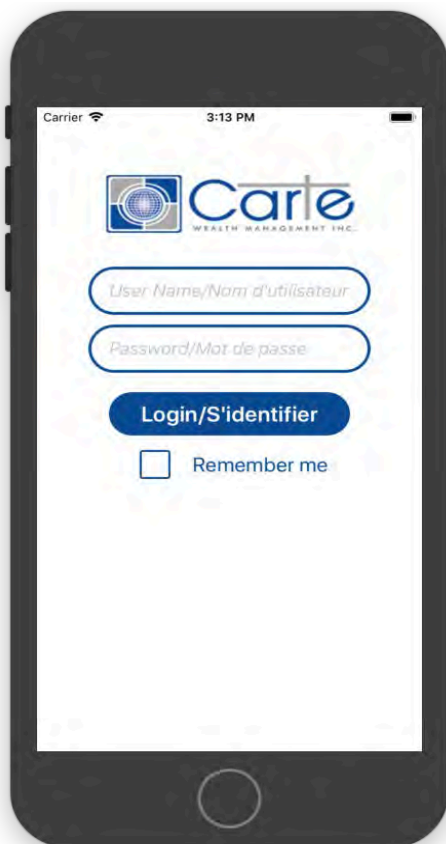 Carrier
3:13 PM
Carte
WEALTH MANAGEMENT INC.
User Name/Nom d'utilisateur
Password/Mot de passe
Login/S'identifier
Remember me